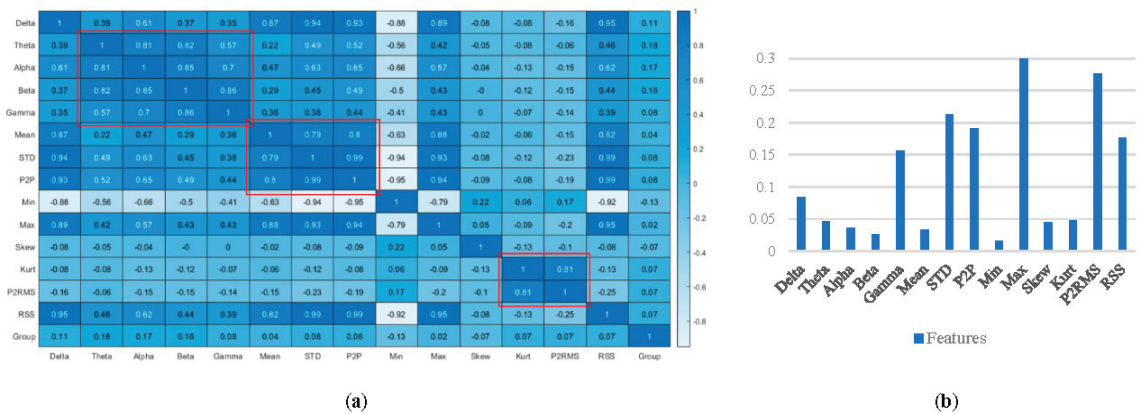 Delta 1 0.39 0.61 0.37 0.35 0.87 0.94 0.93 -0.88 0.89 -0.08 -0.08 -0.16 0.95 0.11
Theta 0.39 1 0.81 0.82 0.57 0.22 0.49 0.52 -0.56 0.42 -0.05 -0.08 -0.06 0.46 0.18
Alpha 0.61 0.81 1 0.85 0.7 0.47 0.63 0.65 -0.66 0.57 -0.04 -0.13 -0.15 0.62 0.17
Beta 0.37 0.82 0.85 1 0.86 0.29 0.45 0.49 -0.5 0.43 -0 -0.12 -0.15 0.44 0.16
Gamma 0.35 0.57 0.7 0.86 1 0.36 0.38 0.44 -0.41 0.43 0 -0.07 -0.14 0.39 0.08
Mean 0.87 0.22 0.47 0.29 0.36 1 0.79 0.8 -0.63 0.88 -0.02 -0.06 -0.15 0.82 0.04
STD 0.94 0.49 0.63 0.45 0.38 0.79 1 0.99 -0.94 0.93 -0.08 -0.12 -0.23 0.99 0.08
P2P 0.93 0.52 0.65 0.49 0.44 0.8 0.99 1 -0.95 0.94 -0.09 -0.08 -0.19 0.99 0.08
Min -0.88 -0.56 -0.66 -0.5 -0.41 -0.63 -0.94 -0.95 1 -0.79 0.22 0.06 0.17 -0.92 -0.13
Max 0.89 0.42 0.57 0.43 0.43 0.88 0.93 0.94 -0.79 1 0.05 -0.09 -0.2 0.95 0.02
Skew -0.08 -0.05 -0.04 -0 0 -0.02 -0.08 -0.09 0.22 0.05 1 -0.13 -0.1 -0.08 -0.07
Kurt -0.08 -0.08 -0.13 -0.12 -0.07 -0.06 -0.12 -0.08 0.06 -0.09 -0.13 1 0.81 -0.13 0.07
P2RMS -0.16 -0.06 -0.15 -0.15 -0.14 -0.15 -0.23 -0.19 0.17 -0.2 -0.1 0.81 1 -0.25 0.07
RSS 0.95 0.46 0.62 0.44 0.39 0.82 0.99 0.99 -0.92 0.95 -0.08 -0.13 -0.25 1 0.07
Group 0.11 0.18 0.17 0.16 0.08 0.04 0.08 0.08 -0.13 0.02 -0.07 0.07 0.07 0.07 1
Delta Theta Alpha Beta Gamma Mean STD P2P Min Max Skew Kurt P2RMS RSS Group
1
0.8
0.6
0.4
0.2
0
-0.2
-0.4
-0.6
-0.8
(a)
0.3
0.25
0.2
0.15
0.1
0.05
0
Delta Theta Alpha Beta Gamma Mean STD P2P Min Max Skew Kurt P2RMS RSS
Features
(b)